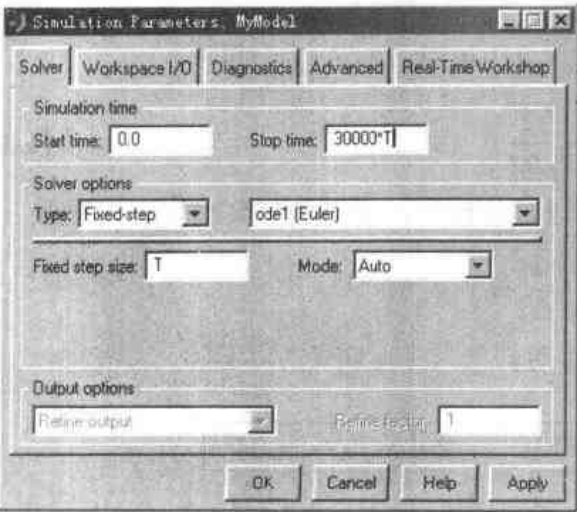 Simulation Parameters: MyModel
Solver Workspace I/O Diagnostics Advanced Real-Time Workshop
Simulation time
Start time: 0.0 Stop time: 30000*T
Solver options
Type: Fixed-step ode1 (Euler)
Fixed step size: T Mode: Auto
Output options
Refine output Refine factor: 1
OK Cancel Help Apply